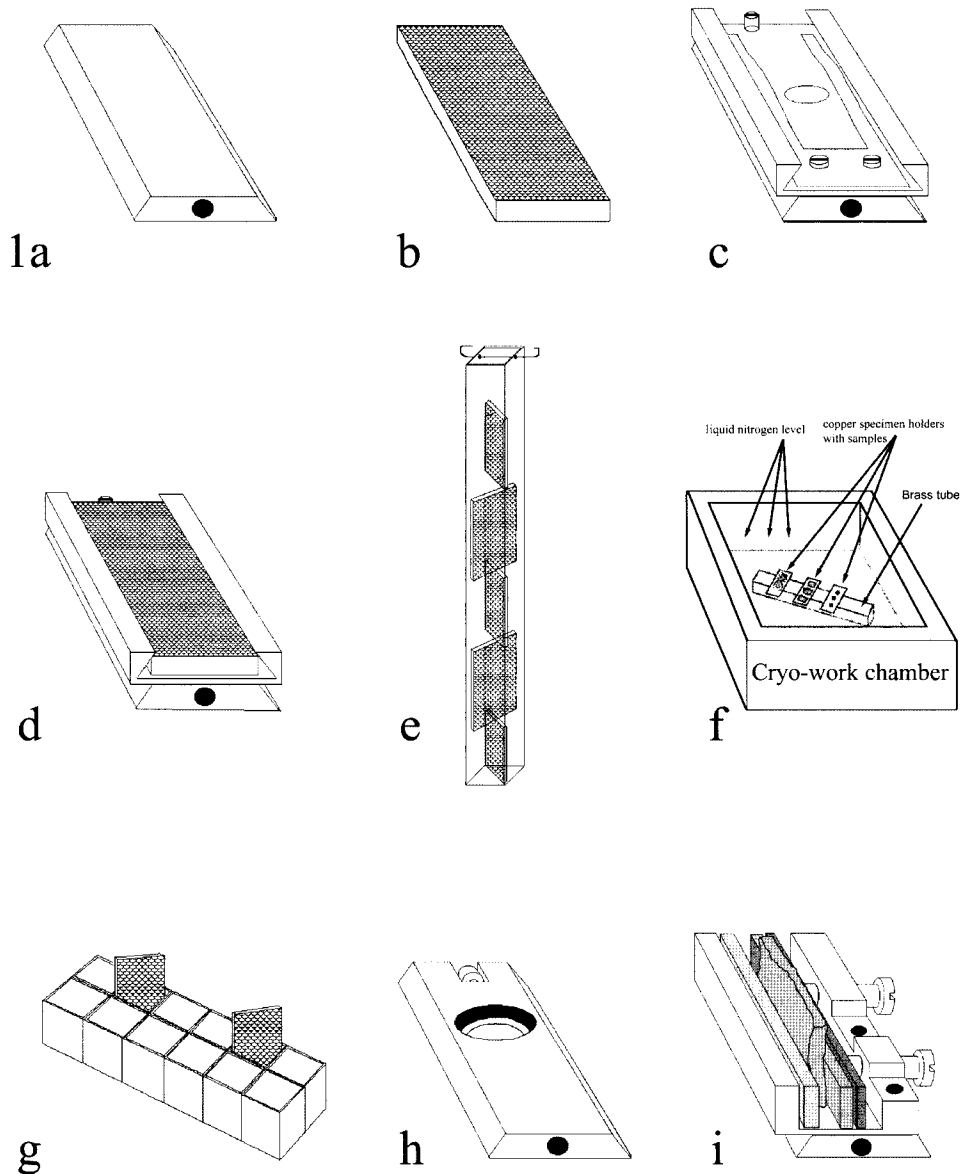 1a
b
c
d
e
liquid nitrogen level
copper specimen holders
with samples
Brass tube
Cryo-work chamber
f
g
h
i